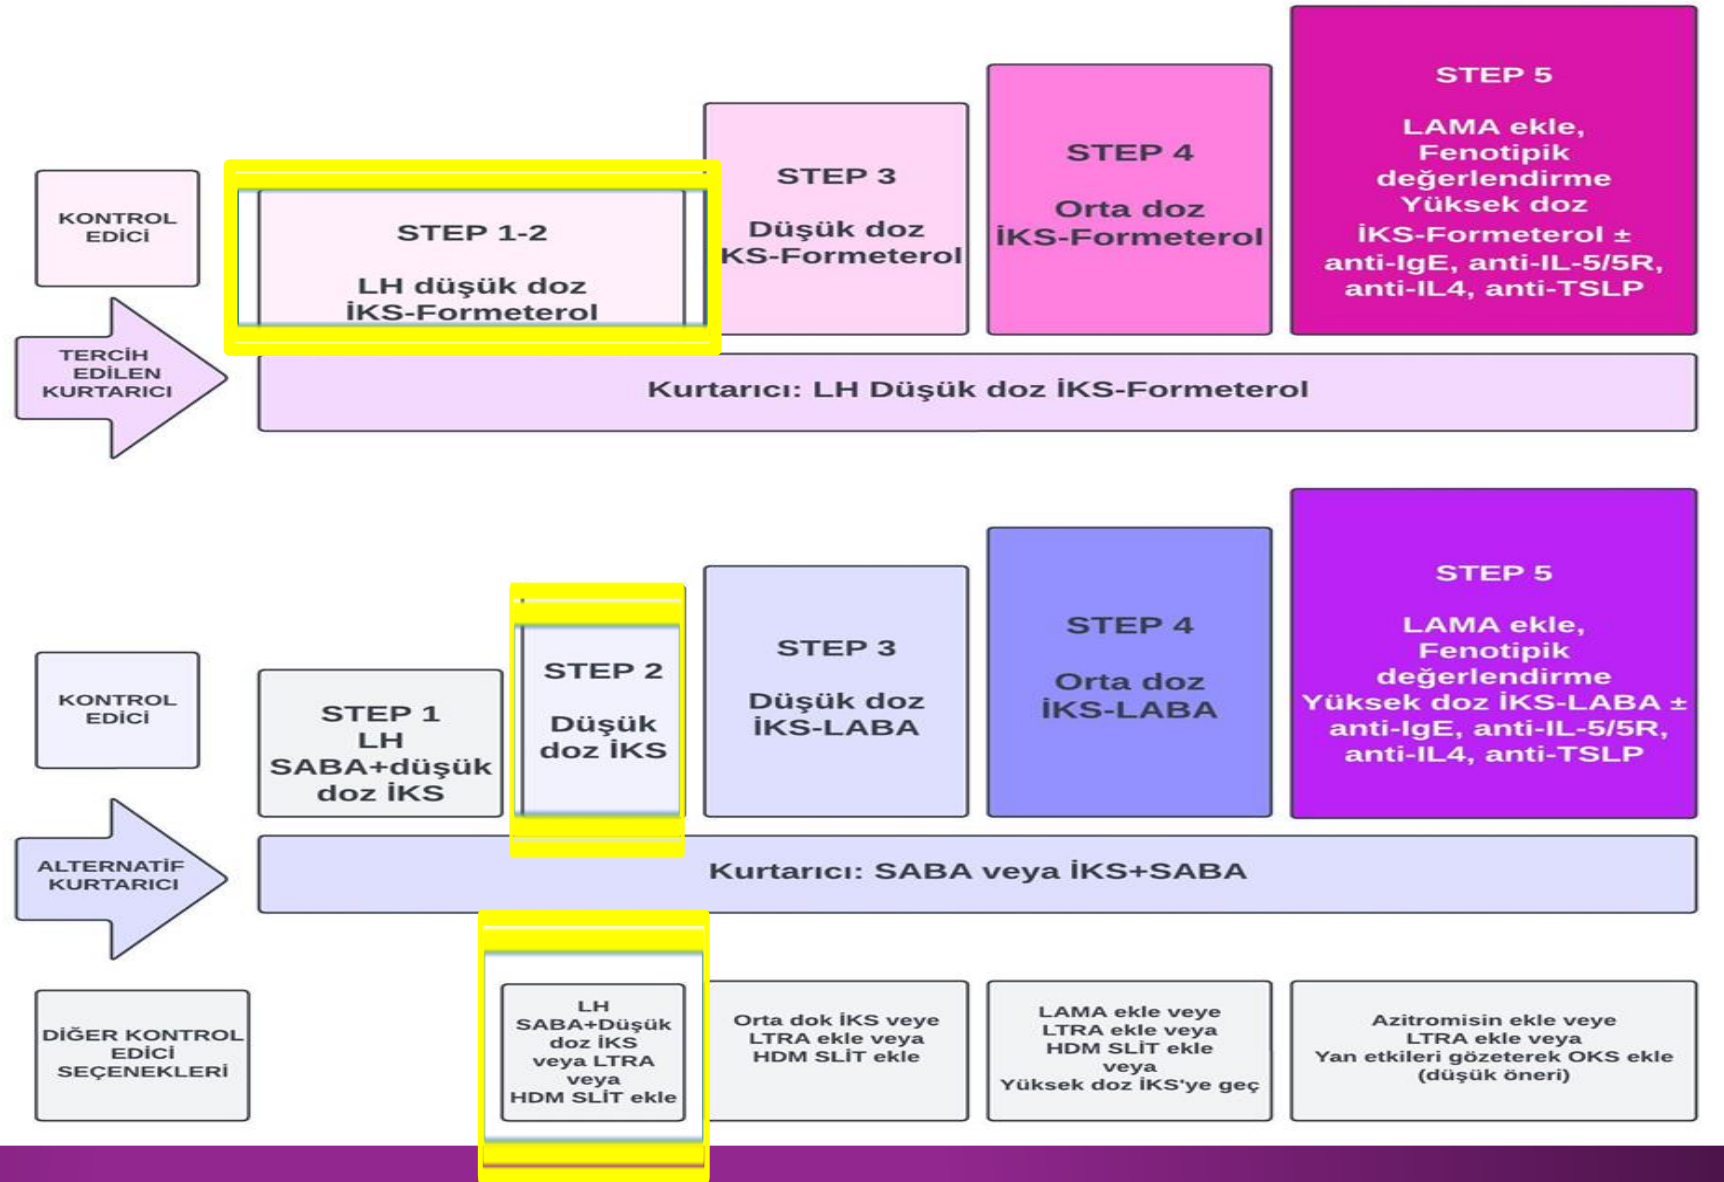 KONTROL
EDİCİ
STEP 1-2
LH düşük doz
İKS-Formeterol
STEP 3
Düşük doz
KS-Formeterol
STEP 4
Orta doz
İKS-Formeterol
STEP 5
LAMA ekle,
Fenotipik
değerlendirme
Yüksek doz
İKS-Formeterol ±
anti-IgE, anti-IL-5/5R,
anti-IL4, anti-TSLP
TERCİH
EDİLEN
KURTARICI
Kurtarıcı: LH Düşük doz İKS-Formeterol
KONTROL
EDİCİ
STEP 1
LH
SABA+düşük
doz İKS
STEP 2
Düşük
doz İKS
STEP 3
Düşük doz
İKS-LABA
STEP 4
Orta doz
İKS-LABA
STEP 5
LAMA ekle,
Fenotipik
değerlendirme
Yüksek doz İKS-LABA ±
anti-IgE, anti-IL-5/5R,
anti-IL4, anti-TSLP
ALTERNATİF
KURTARICI
Kurtarıcı: SABA veya İKS+SABA
DİĞER KONTROL
EDİCİ
SEÇENEKLERİ
LH
SABA+Düşük
doz İKS
veya LTRA
veya
HDM SLİT ekle
Orta dok İKS veye
LTRA ekle veya
HDM SLİT ekle
LAMA ekle veye
LTRA ekle veya
HDM SLİT ekle
veya
Yüksek doz İKS'ye geç
Azitromisin ekle veye
LTRA ekle veya
Yan etkileri gözeterek OKS ekle
(düşük öneri)